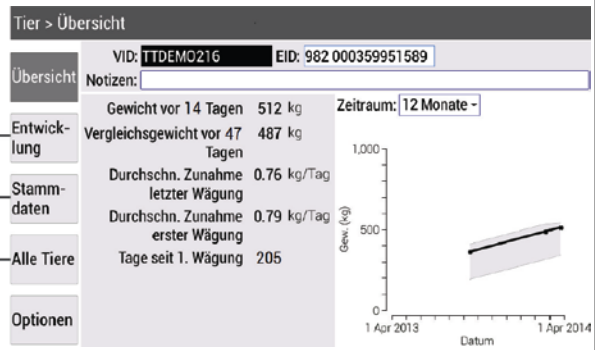 Tier > Übersicht
VID: TTDEMO216 EID: 982 000359951589
Notizen:
Übersicht
Entwick-
lung
Stamm-
daten
Alle Tiere
Optionen
Gewicht vor 14 Tagen 512 kg
Vergleichsgewicht vor 47 487 kg
Tagen
Durchschn. Zunahme 0.76 kg/Tag
letzter Wägung
Durchschn. Zunahme 0.79 kg/Tag
erster Wägung
Tage seit 1. Wägung 205
Zeitraum: 12 Monate
1,000
500
0
Gew. (kg)
1 Apr 2013 1 Apr 2014
Datum